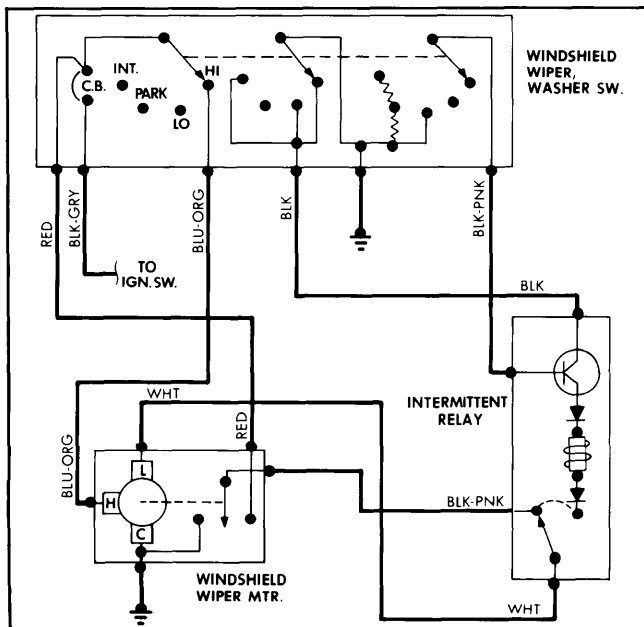 WINDSHIELD
WIPER,
WASHER SW.
INT.
HI
C.B.
PARK
LO
RED
BLK-GRY
BLU-ORG
BLK
BLK-PNK
TO
IGN. SW.
BLK
WHT
RED
INTERMITTENT
RELAY
BLU-ORG
L
H
C
BLK-PNK
WINDSHIELD
WIPER MTR.
WHT